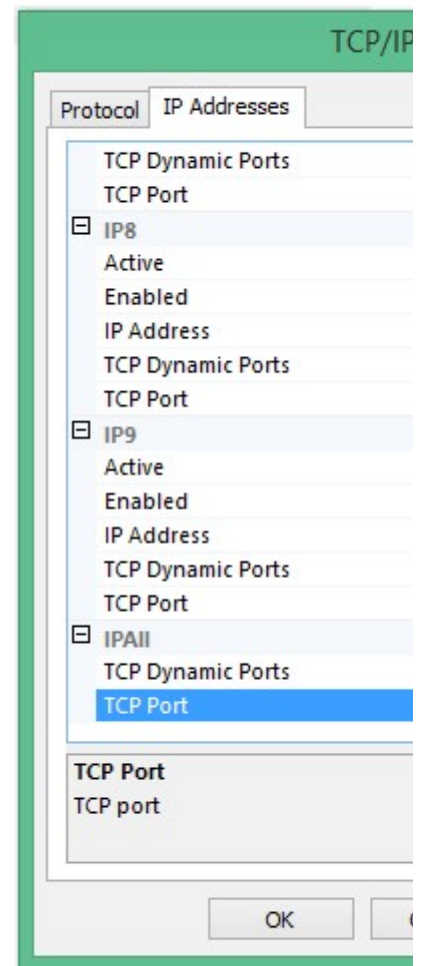 TCP/IP
Protocol IP Addresses
TCP Dynamic Ports
TCP Port
IP8
Active
Enabled
IP Address
TCP Dynamic Ports
TCP Port
IP9
Active
Enabled
IP Address
TCP Dynamic Ports
TCP Port
IPAll
TCP Dynamic Ports
TCP Port
TCP Port
TCP port
OK